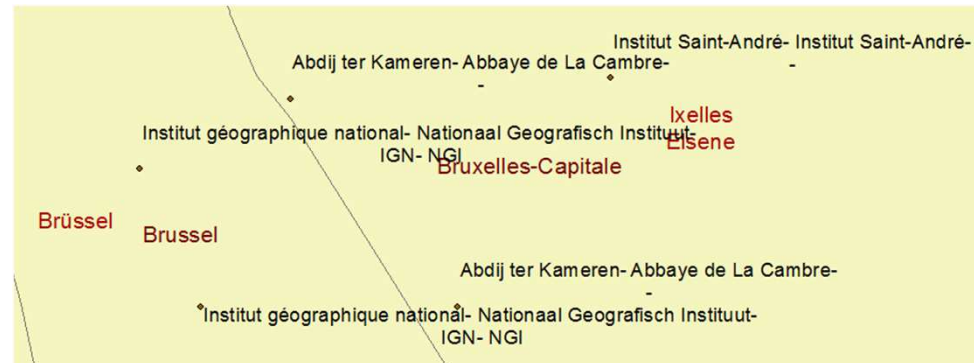 Institut Saint-André- Institut Saint-André-
-
Abdij ter Kameren- Abbaye de La Cambre-
-
Ixelles
Elsene
Institut géographique national- Nationaal Geografisch Instituut-
IGN- NGI
Bruxelles-Capitale
Brüssel
Brussel
Abdij ter Kameren- Abbaye de La Cambre-
-
Institut géographique national- Nationaal Geografisch Instituut-
IGN- NGI